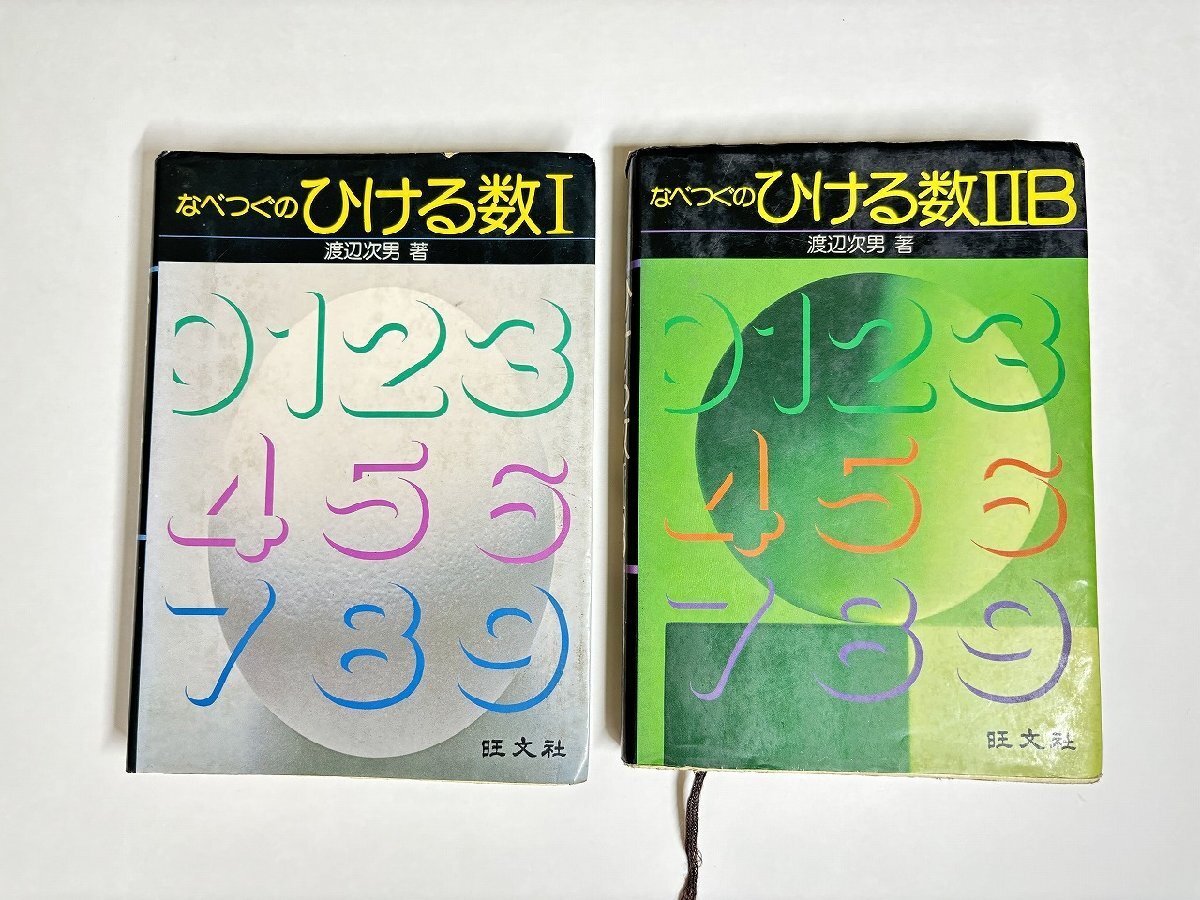 なべつぐの ひける数I
渡辺次男 著
0123
456
789
旺文社
なべつぐの ひける数IIB
渡辺次男 著
0123
456
789
旺文社